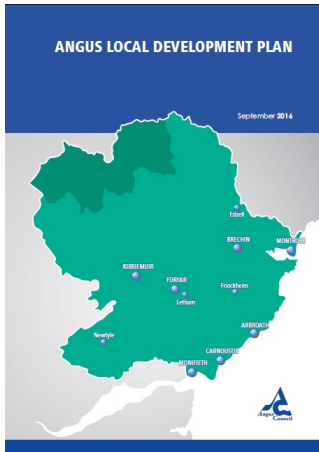 ANGUS LOCAL DEVELOPMENT PLAN
September 2016
Edzell
BRECHIN
MONTROSE
KIRRIEMUIR
FORFAR
Friockheim
Letham
ARBROATH
Newtyle
CARNOUSTIE
MONIFIETH
Angus
Council